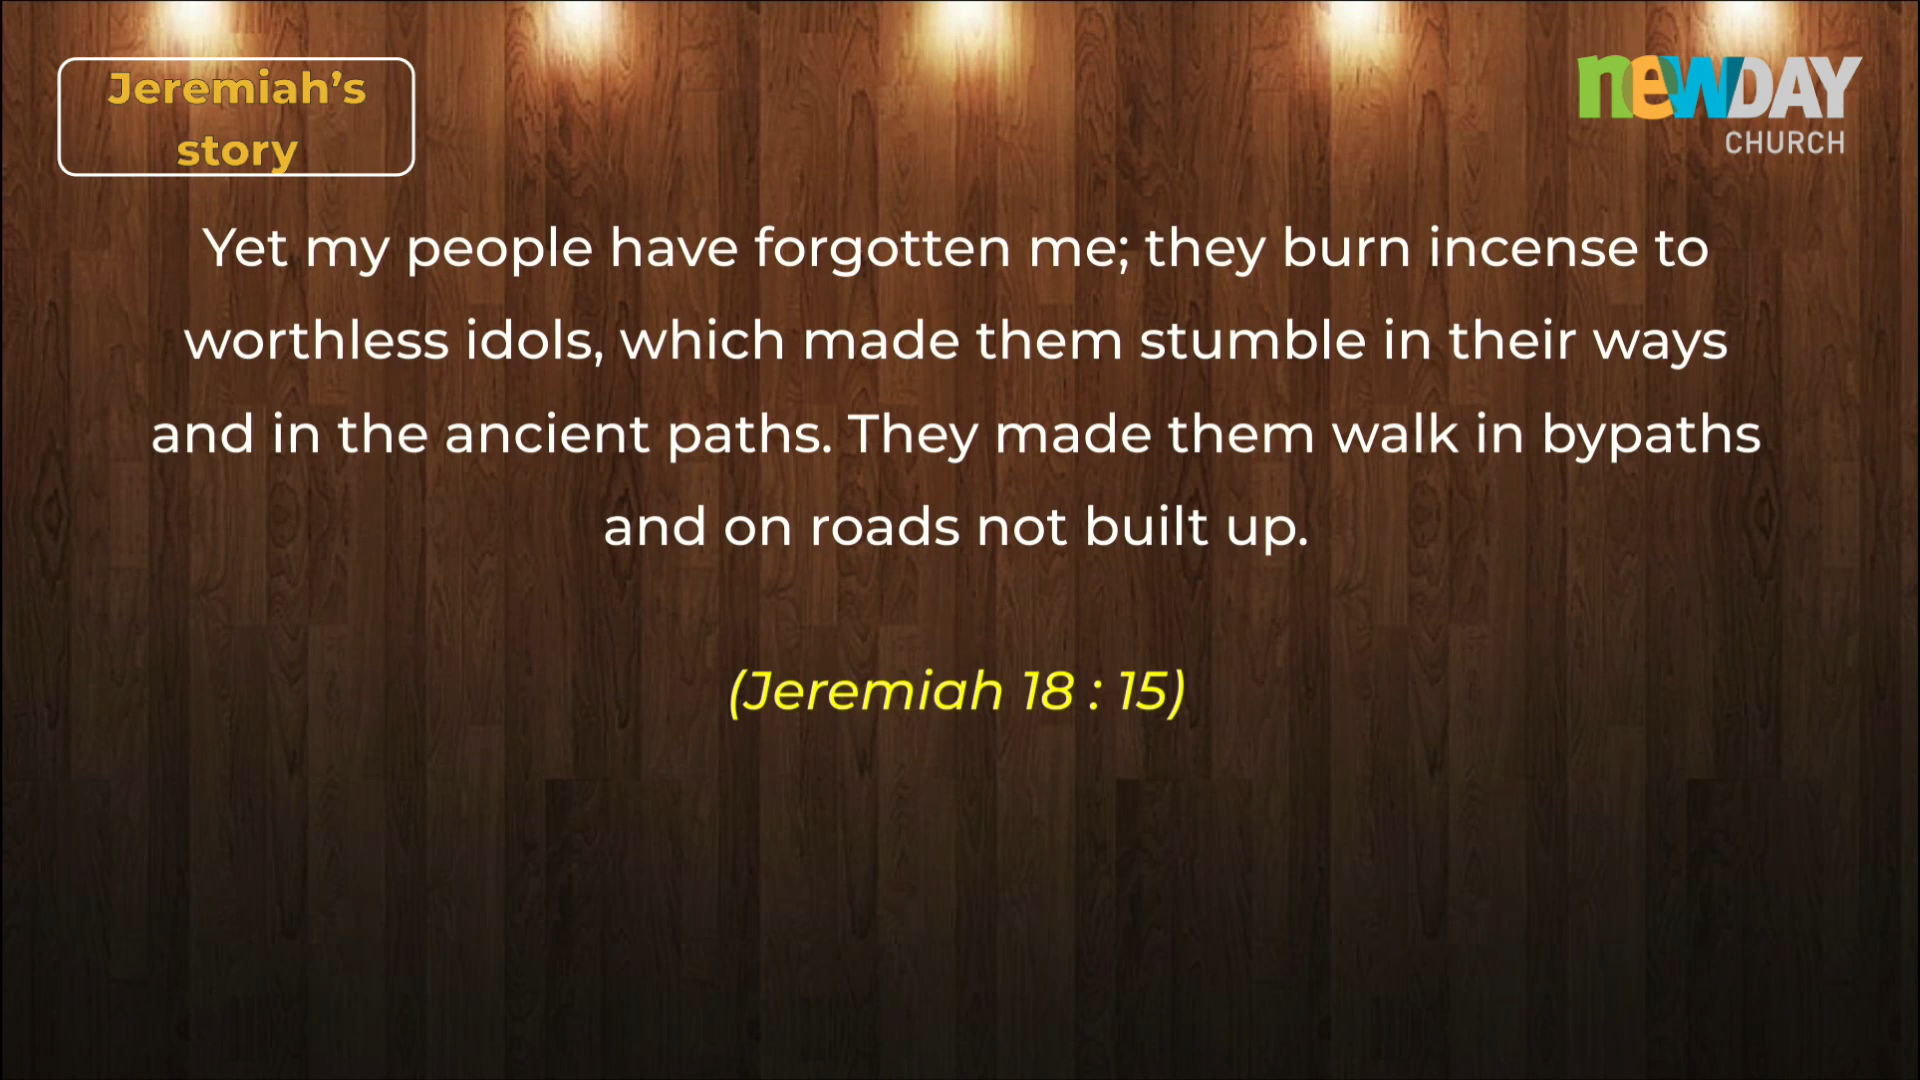 Jeremiah’s
story
newDAY
CHURCH
Yet my people have forgotten me; they burn incense to
worthless idols, which made them stumble in their ways
and in the ancient paths. They made them walk in bypaths
and on roads not built up.
(Jeremiah 18 : 15)